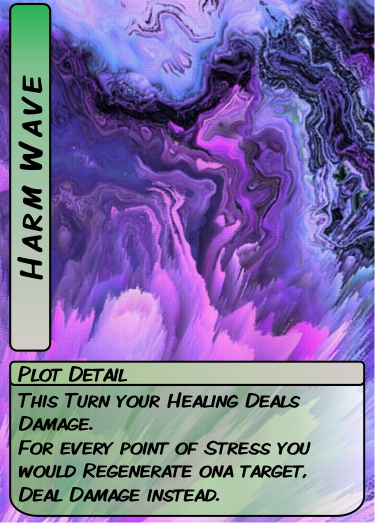 Harm Wave
Plot Detail
This Turn your Healing Deals
Damage.
For every point of Stress you
would Regenerate ona target,
Deal Damage instead.